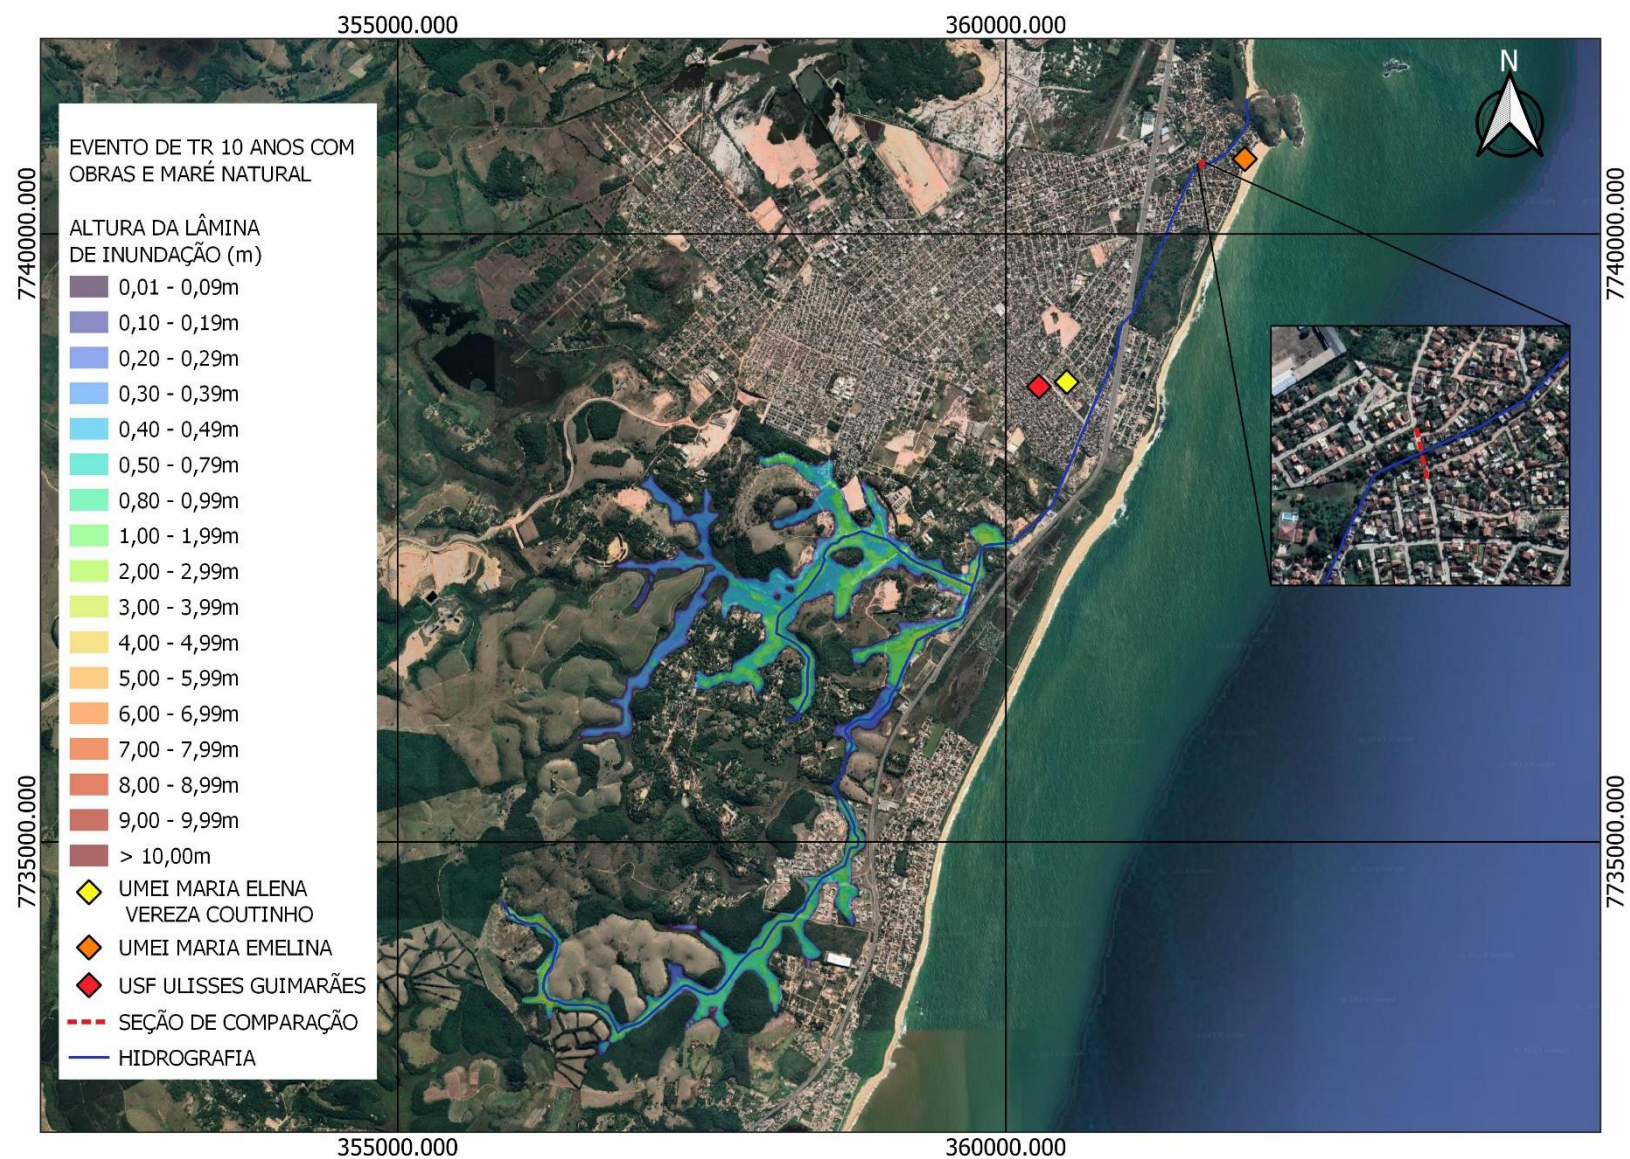 355000.000
360000.000
N
7740000.000
7740000.000
EVENTO DE TR 10 ANOS COM
OBRAS E MARÉ NATURAL
ALTURA DA LÂMINA
DE INUNDAÇÃO (m)
0,01 - 0,09m
0,10 - 0,19m
0,20 - 0,29m
0,30 - 0,39m
0,40 - 0,49m
0,50 - 0,79m
0,80 - 0,99m
1,00 - 1,99m
2,00 - 2,99m
3,00 - 3,99m
4,00 - 4,99m
5,00 - 5,99m
6,00 - 6,99m
7,00 - 7,99m
8,00 - 8,99m
9,00 - 9,99m
> 10,00m
UMEI MARIA ELENA
VEREZA COUTINHO
UMEI MARIA EMELINA
USF ULISSES GUIMARÃES
SEÇÃO DE COMPARAÇÃO
HIDROGRAFIA
7735000.000
7735000.000
355000.000
360000.000